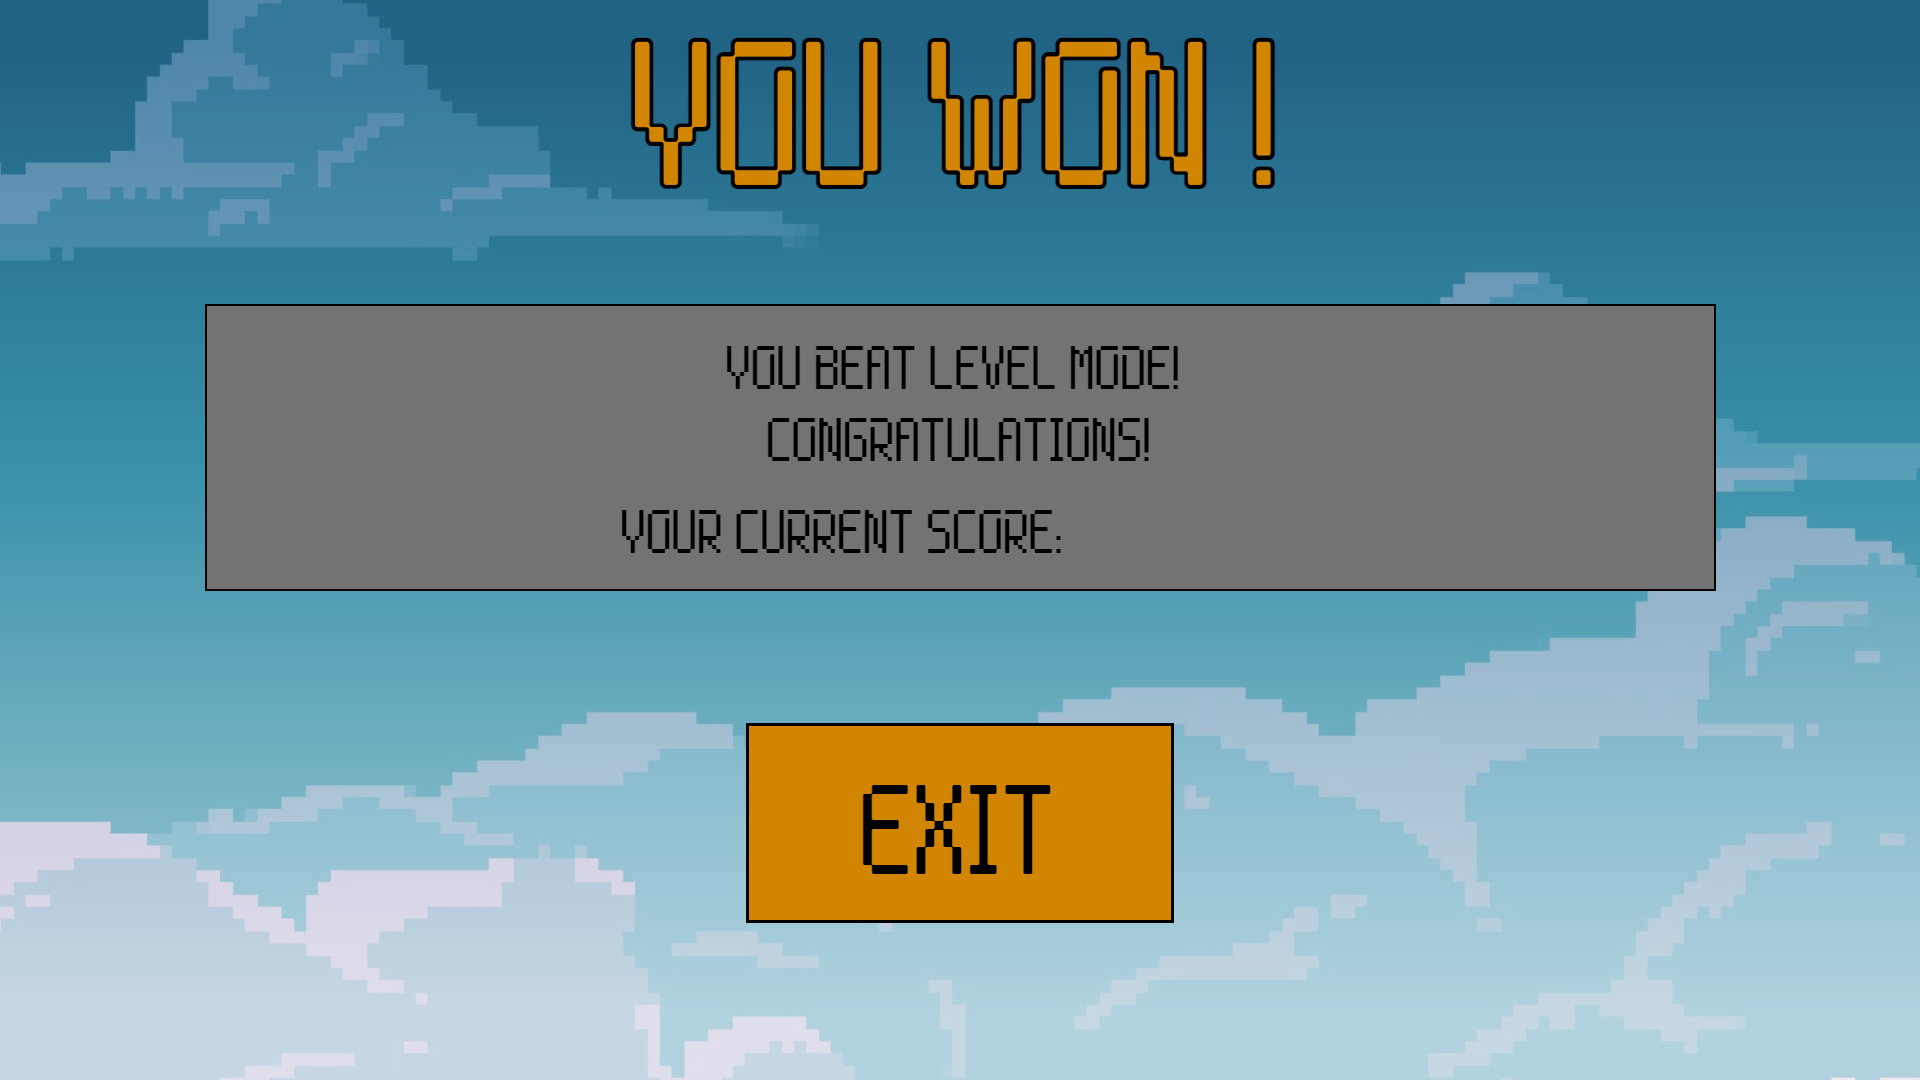 YOU WON !
YOU BEAT LEVEL MODE!
CONGRATULATIONS!
YOUR CURRENT SCORE:
EXIT